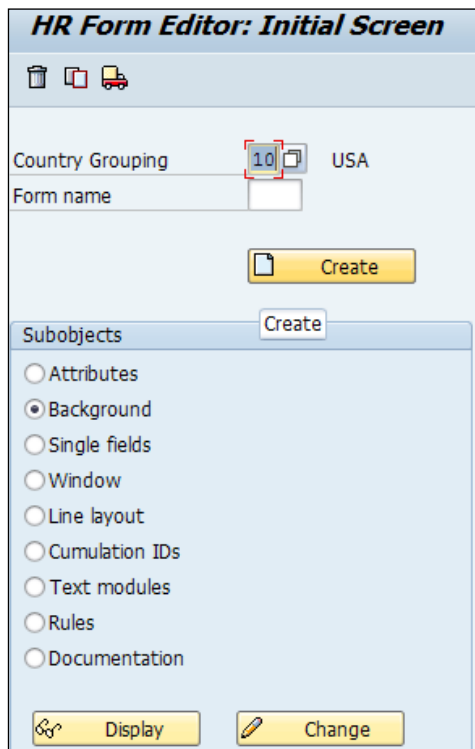 HR Form Editor: Initial Screen
Country Grouping 10 USA
Form name
Create
Create
Subobjects
Attributes
Background
Single fields
Window
Line layout
Cumulation IDs
Text modules
Rules
Documentation
Display Change